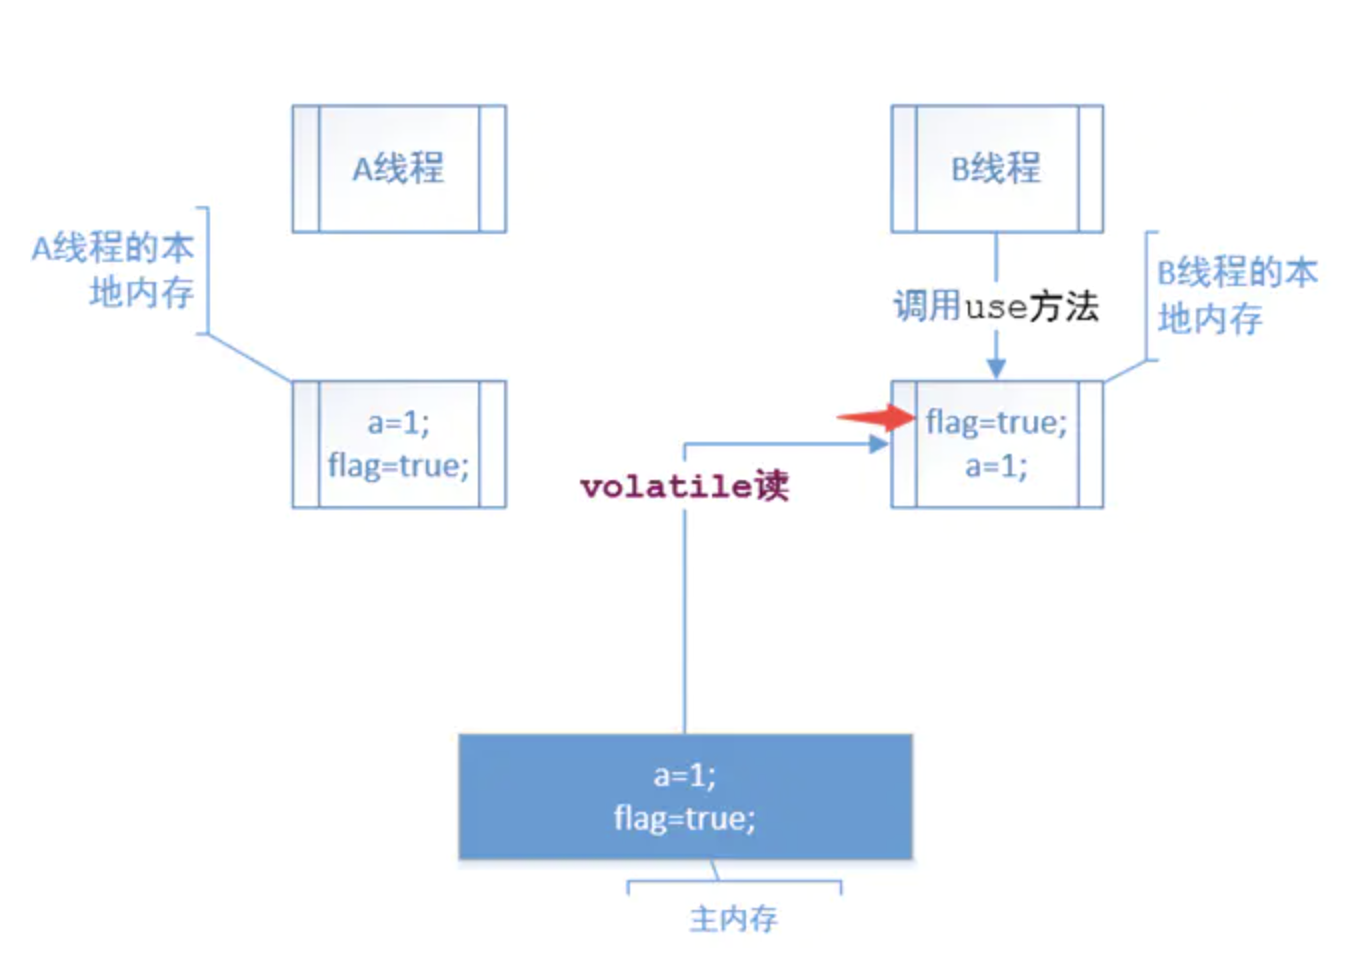 A线程
B线程
A线程的本
地内存
B线程的本
地内存
调用use方法
a=1;
flag=true;
flag=true;
a=1;
volatile读
a=1;
flag=true;
主内存